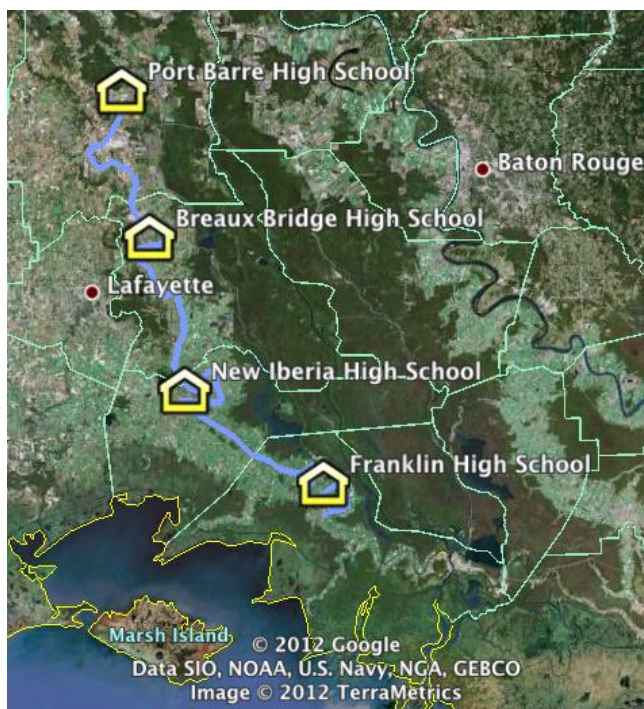 Port Barre High School
Baton Rouge
Breaux Bridge High School
Lafayette
New Iberia High School
Franklin High School
Marsh Island
© 2012 Google
Data SIO, NOAA, U.S. Navy, NGA, GEBCO
Image © 2012 TerraMetrics